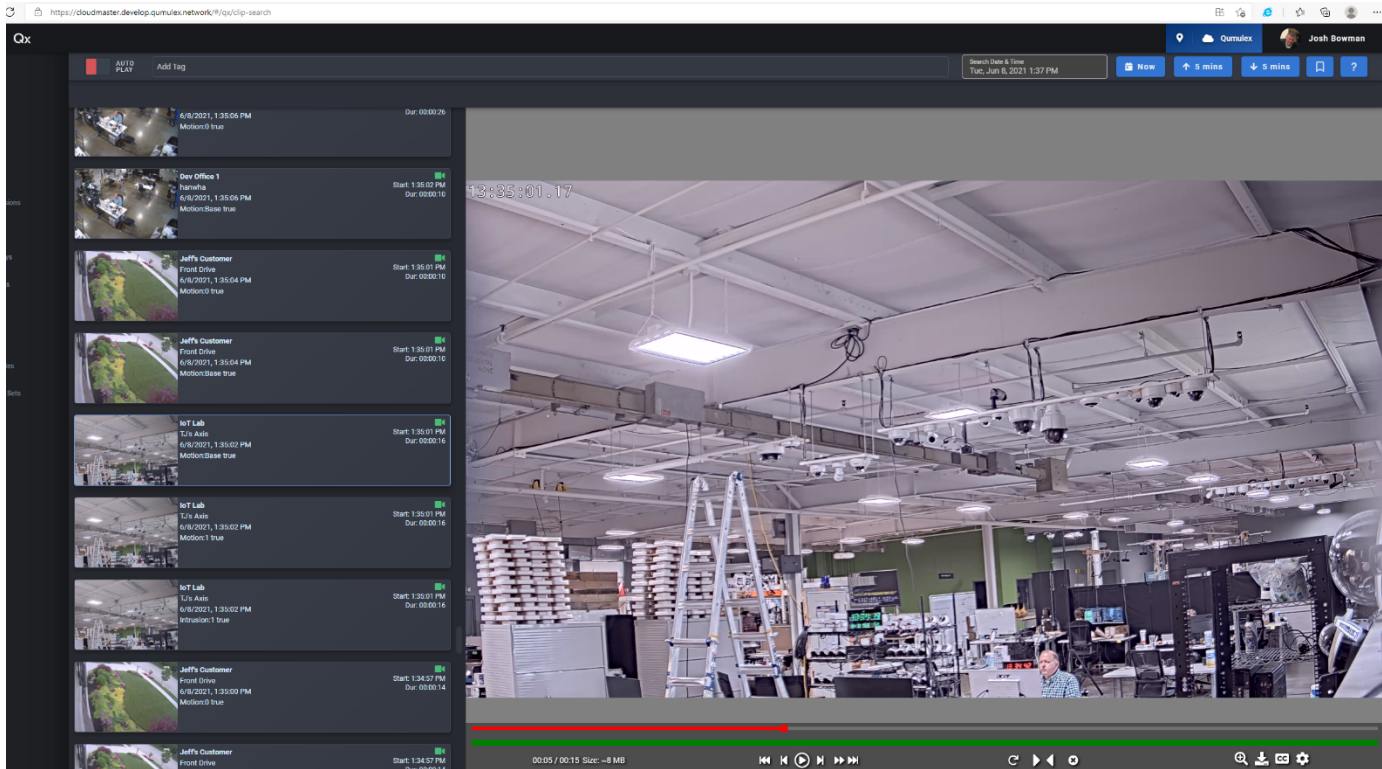 https://cloudmaster.develop.qumulex.network/#/qx/clip-search
Qx
Qumulex
Josh Bowman
AUTO PLAY
Add Tag
Search Date & Time
Tue, Jun 8, 2021 1:37 PM
Now
5 mins
5 mins
?
6/8/2021, 1:35:06 PM
Dur: 00:00:26
Motion:0 true
Dev Office 1
hanwha
Start: 1:35:02 PM
6/8/2021, 1:35:06 PM
Dur: 00:00:10
Motion:Base true
Jeff's Customer
Front Drive
Start: 1:35:01 PM
6/8/2021, 1:35:04 PM
Dur: 00:00:10
Motion:0 true
Jeff's Customer
Front Drive
Start: 1:35:01 PM
6/8/2021, 1:35:04 PM
Dur: 00:00:10
Motion:Base true
IoT Lab
TJ's Axis
Start: 1:35:01 PM
6/8/2021, 1:35:02 PM
Dur: 00:00:16
Motion:Base true
IoT Lab
TJ's Axis
Start: 1:35:01 PM
6/8/2021, 1:35:02 PM
Dur: 00:00:16
Motion:1 true
IoT Lab
TJ's Axis
Start: 1:35:01 PM
6/8/2021, 1:35:02 PM
Dur: 00:00:16
Intrusion:1 true
Jeff's Customer
Front Drive
Start: 1:34:57 PM
6/8/2021, 1:35:00 PM
Dur: 00:00:14
Motion:0 true
Jeff's Customer
Front Drive
Start: 1:34:57 PM
Sets
13:35:01.17
00:05 / 00:15 Size: ~8 MB
CC